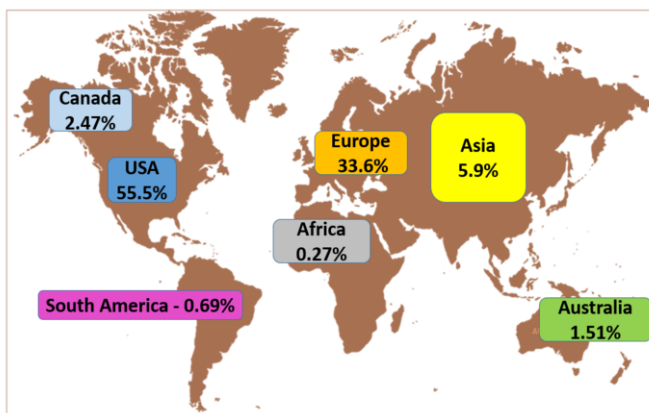 Canada
2.47%
USA
55.5%
Europe
33.6%
Asia
5.9%
Africa
0.27%
South America - 0.69%
Australia
1.51%